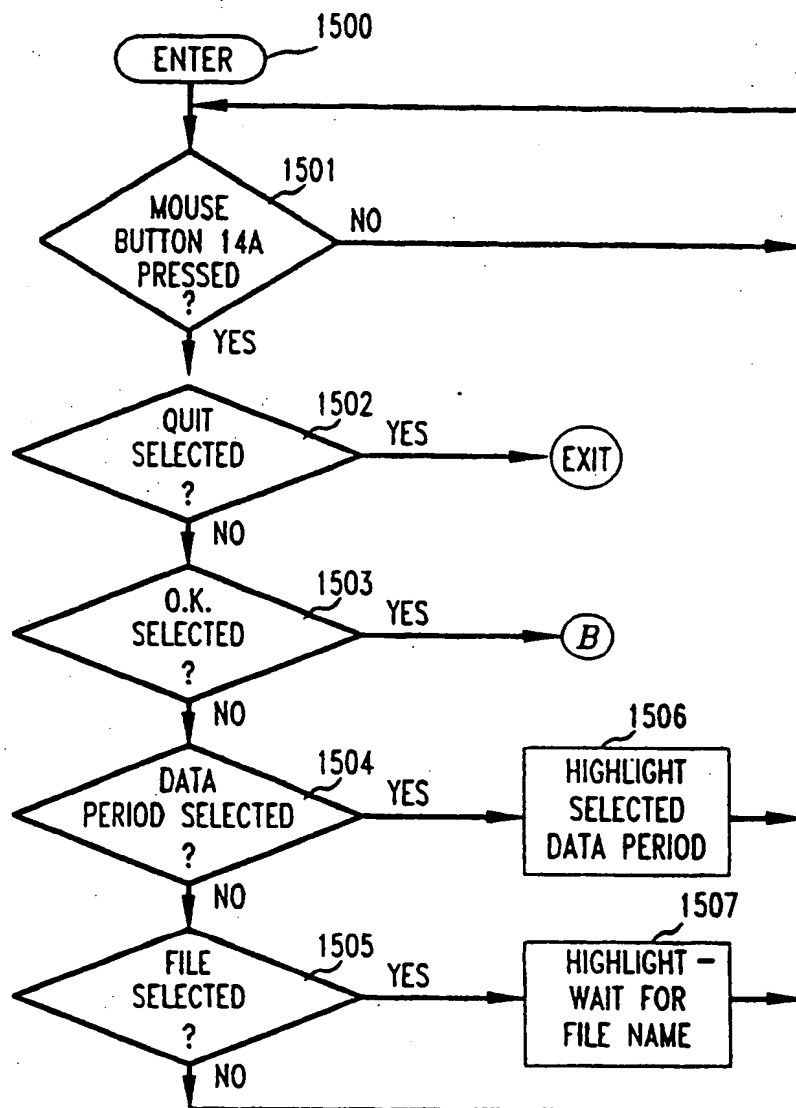 1500
ENTER
1501
MOUSE
BUTTON 14A
PRESSED
?
NO
YES
1502
QUIT
SELECTED
?
YES
EXIT
NO
1503
O.K.
SELECTED
?
YES
B
NO
1504
DATA
PERIOD SELECTED
?
YES
1506
HIGHLIGHT
SELECTED
DATA PERIOD
NO
1505
FILE
SELECTED
?
YES
1507
HIGHLIGHT –
WAIT FOR
FILE NAME
NO